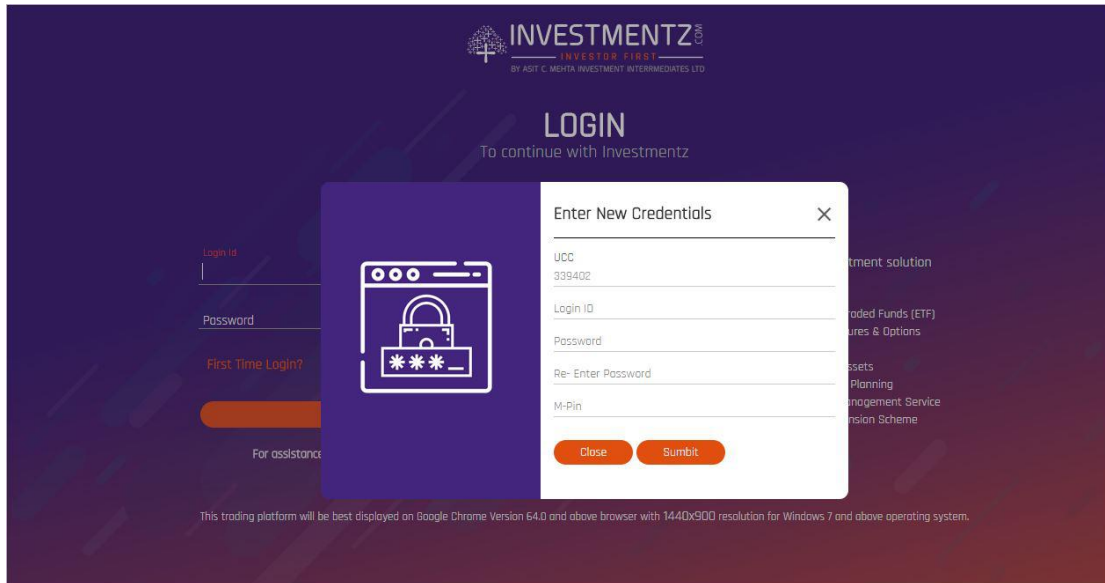 INVESTMENTZ.COM
INVESTOR FIRST
BY ASIT C. MEHTA INVESTMENT INTERRMEDIATES LTD
LOGIN
To continue with Investmentz
Login Id
Password
First Time Login?
For assistance
Enter New Credentials
UCC
339402
Login ID
Password
Re- Enter Password
M-Pin
Close Sumbit
tment solution
raded Funds (ETF)
ures & Options
ssets
Planning
anagement Service
nsion Scheme
This trading platform will be best displayed on Google Chrome Version 64.0 and above browser with 1440x900 resolution for Windows 7 and above operating system.